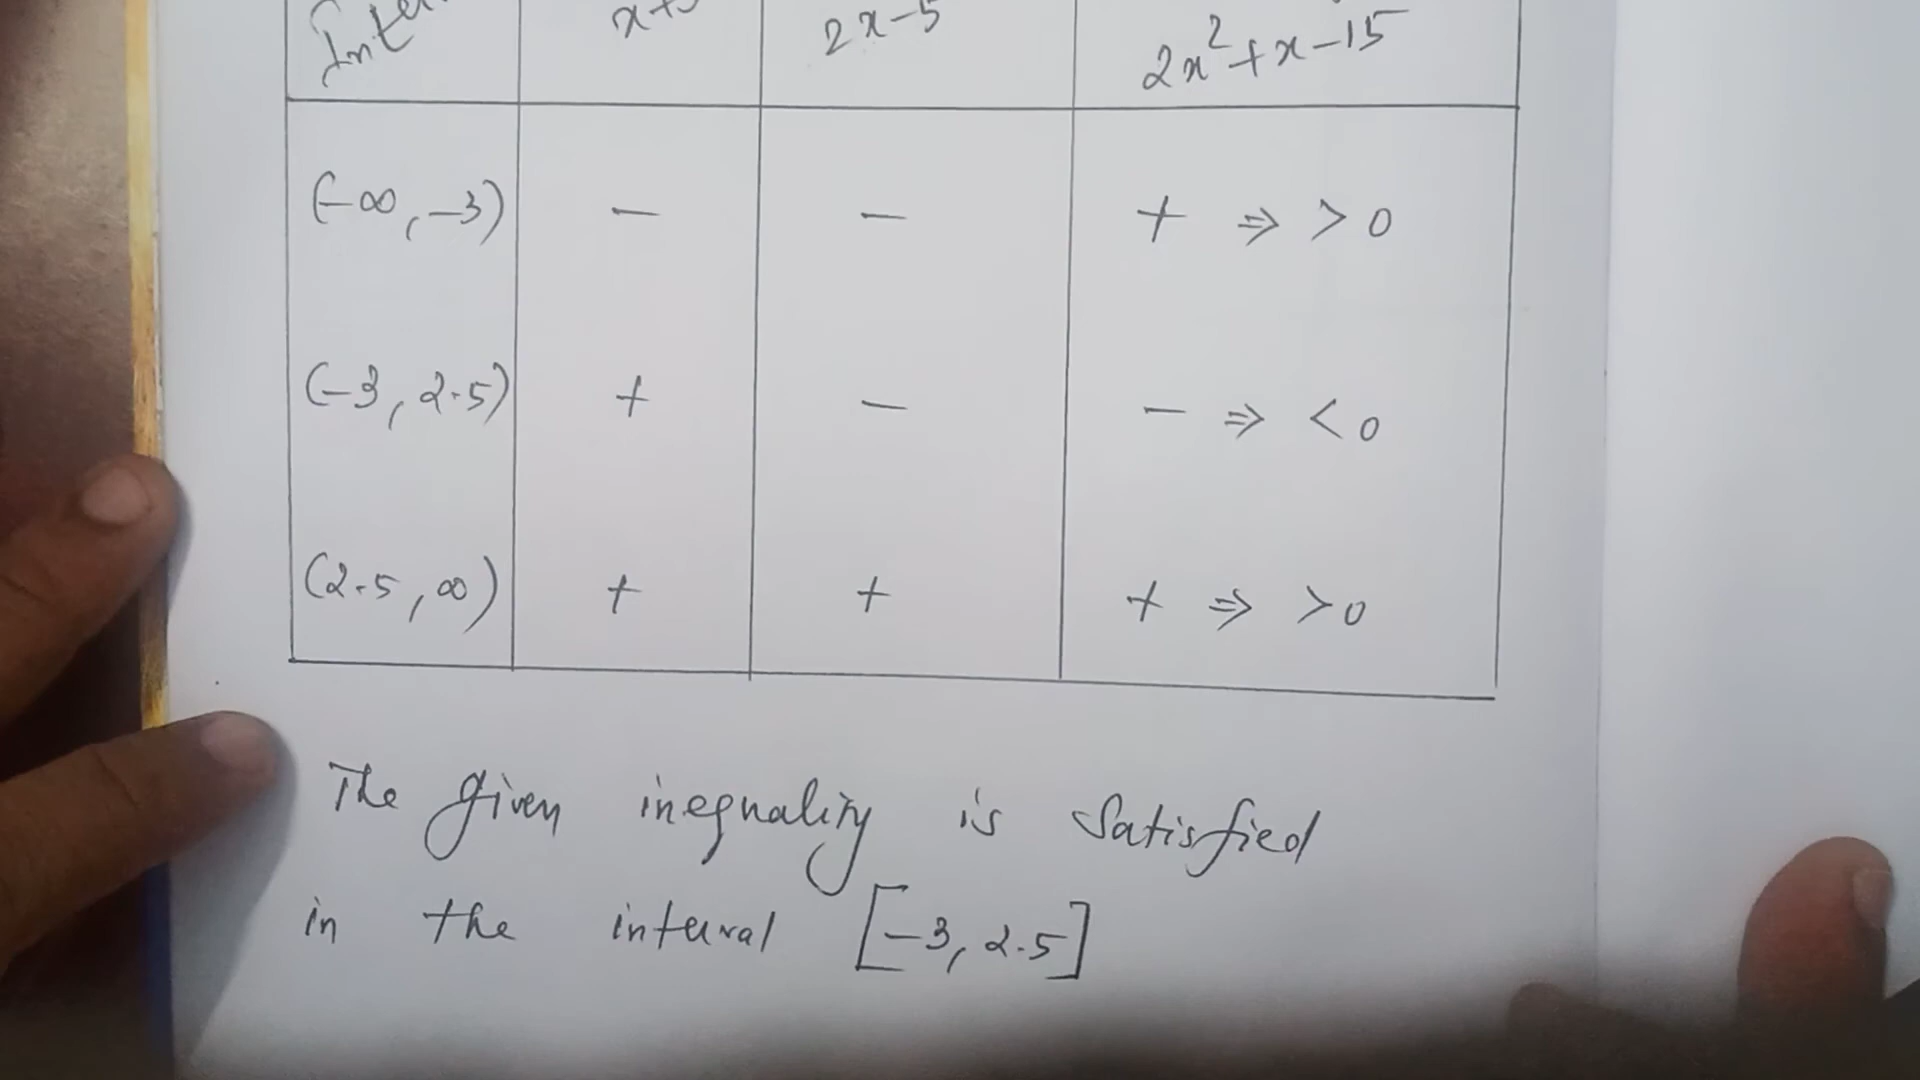 2x-5 2x²+x-15
(-∞,-3) - - + ⇒ >0
(-3,2.5) + - - ⇒ <0
(2.5,∞) + + + ⇒ >0
The given inequality is satisfied
in the interval [-3,2.5]